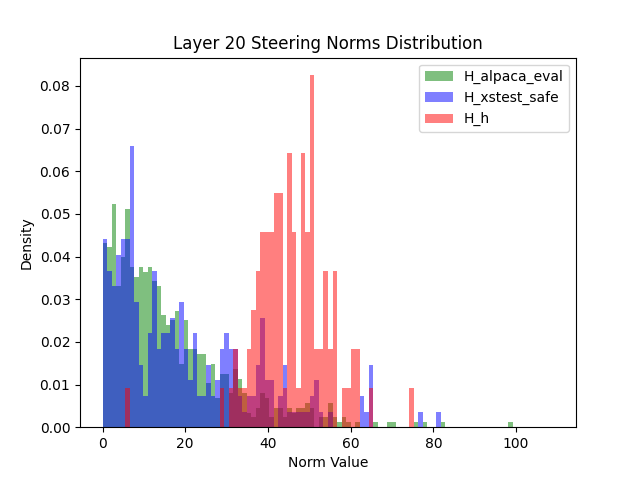 Layer 20 Steering Norms Distribution
H_alpaca_eval
H_xstest_safe
H_h
0.08
0.07
0.06
0.05
0.04
0.03
0.02
0.01
0.00
Density
0 20 40 60 80 100
Norm Value